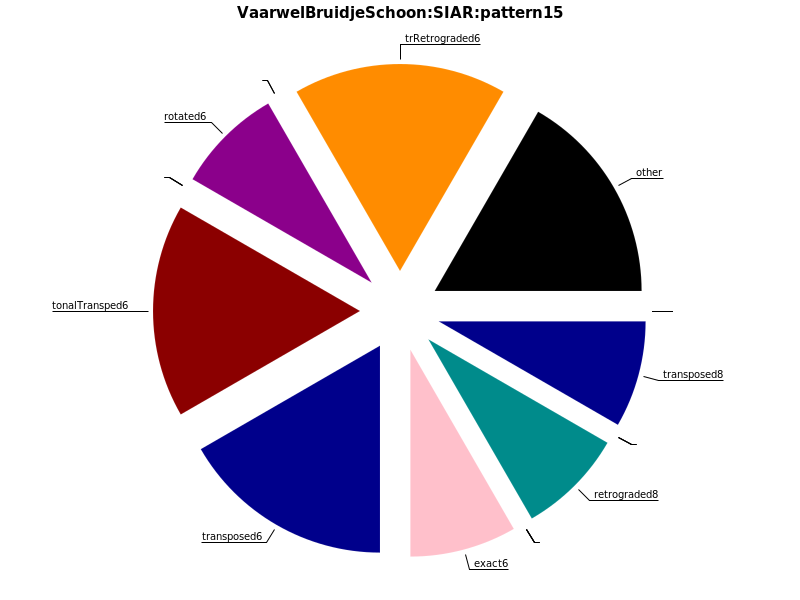 VaarwelBruidjeSchoon:SIAR:pattern15
trRetrograded6
rotated6
other
tonalTransped6
transposed8
retrograded8
transposed6
exact6